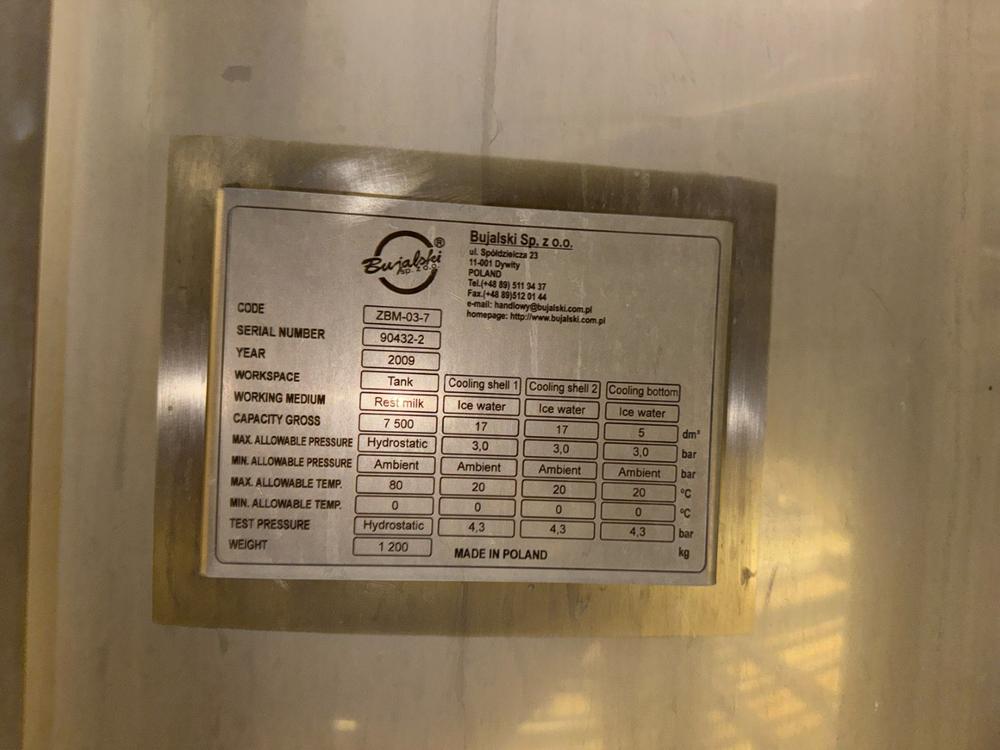 Bujalski ®
Sp. z o.o.
Bujalski Sp. z o.o.
ul. Spółdzielcza 23
11-001 Dywity
POLAND
Tel.(+48 89) 511 94 37
Fax.(+48 89)512 01 44
e-mail: handlowy@bujalski.com.pl
homepage: http://www.bujalski.com.pl
CODE ZBM-03-7
SERIAL NUMBER 90432-2
YEAR 2009
WORKSPACE Tank Cooling shell 1 Cooling shell 2 Cooling bottom
WORKING MEDIUM Rest milk Ice water Ice water Ice water
CAPACITY GROSS 7 500 17 17 5 dm³
MAX. ALLOWABLE PRESSURE Hydrostatic 3,0 3,0 3,0 bar
MIN. ALLOWABLE PRESSURE Ambient Ambient Ambient Ambient bar
MAX. ALLOWABLE TEMP. 80 20 20 20 °C
MIN. ALLOWABLE TEMP. 0 0 0 0 °C
TEST PRESSURE Hydrostatic 4,3 4,3 4,3 bar
WEIGHT 1 200 kg
MADE IN POLAND